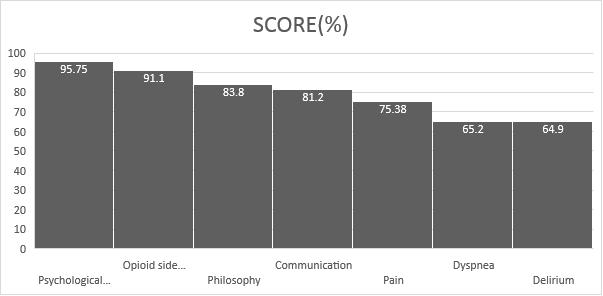 SCORE(%)
100
90
80
70
60
50
40
30
20
10
0
95.75
91.1
83.8
81.2
75.38
65.2
64.9
Psychological...
Opioid side...
Philosophy
Communication
Pain
Dyspnea
Delirium